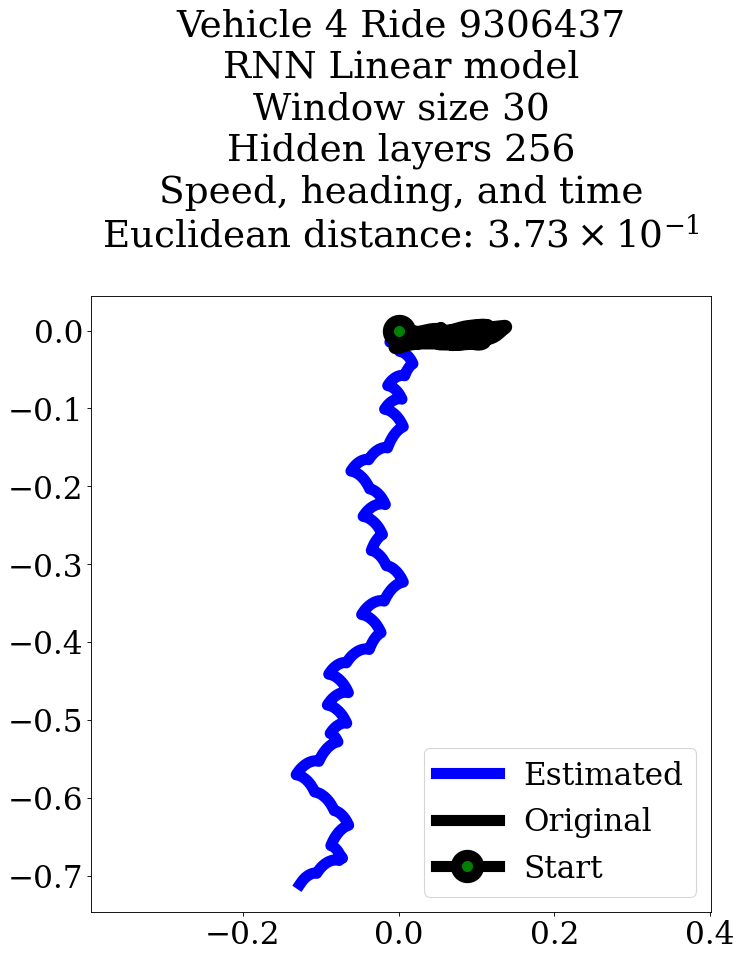 Vehicle 4 Ride 9306437
RNN Linear model
Window size 30
Hidden layers 256
Speed, heading, and time
Euclidean distance: 3.73 × 10⁻¹
0.0
−0.1
−0.2
−0.3
−0.4
−0.5
−0.6
−0.7
Estimated
Original
Start
−0.2 0.0 0.2 0.4